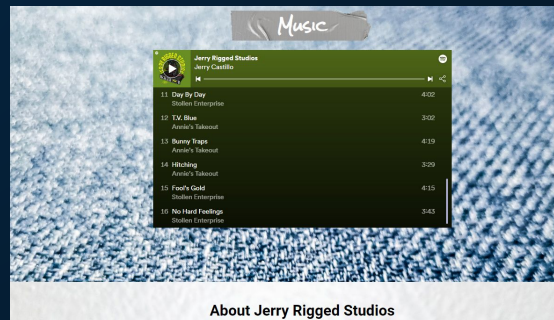 Music
Jerry Rigged Studios
Jerry Castillo
11 Day By Day 4:02
Stollen Enterprise
12 T.V. Blue 3:02
Annie's Takeout
13 Bunny Traps 4:19
Annie's Takeout
14 Hitching 3:29
Annie's Takeout
15 Fool's Gold 4:15
Stollen Enterprise
16 No Hard Feelings 3:43
Stollen Enterprise
About Jerry Rigged Studios